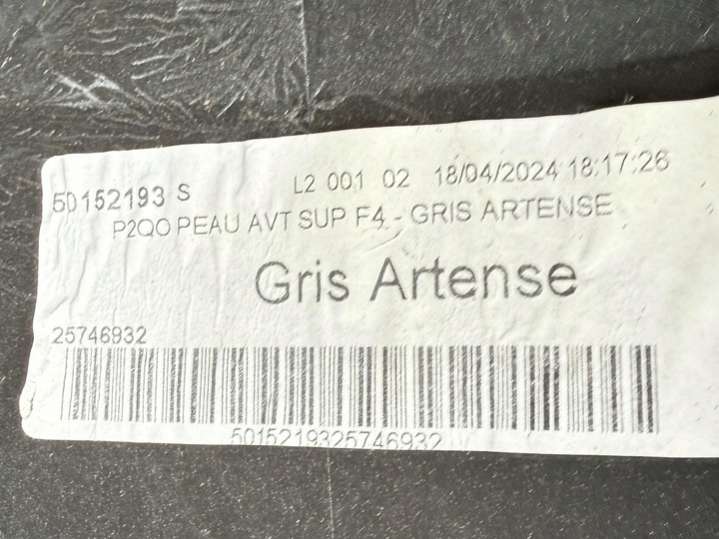 50152193 S L2 001 02 18/04/2024 18:17:26
P2QO PEAU AVT SUP F4 - GRIS ARTENSE
Gris Artense
25746932
5015219325746932